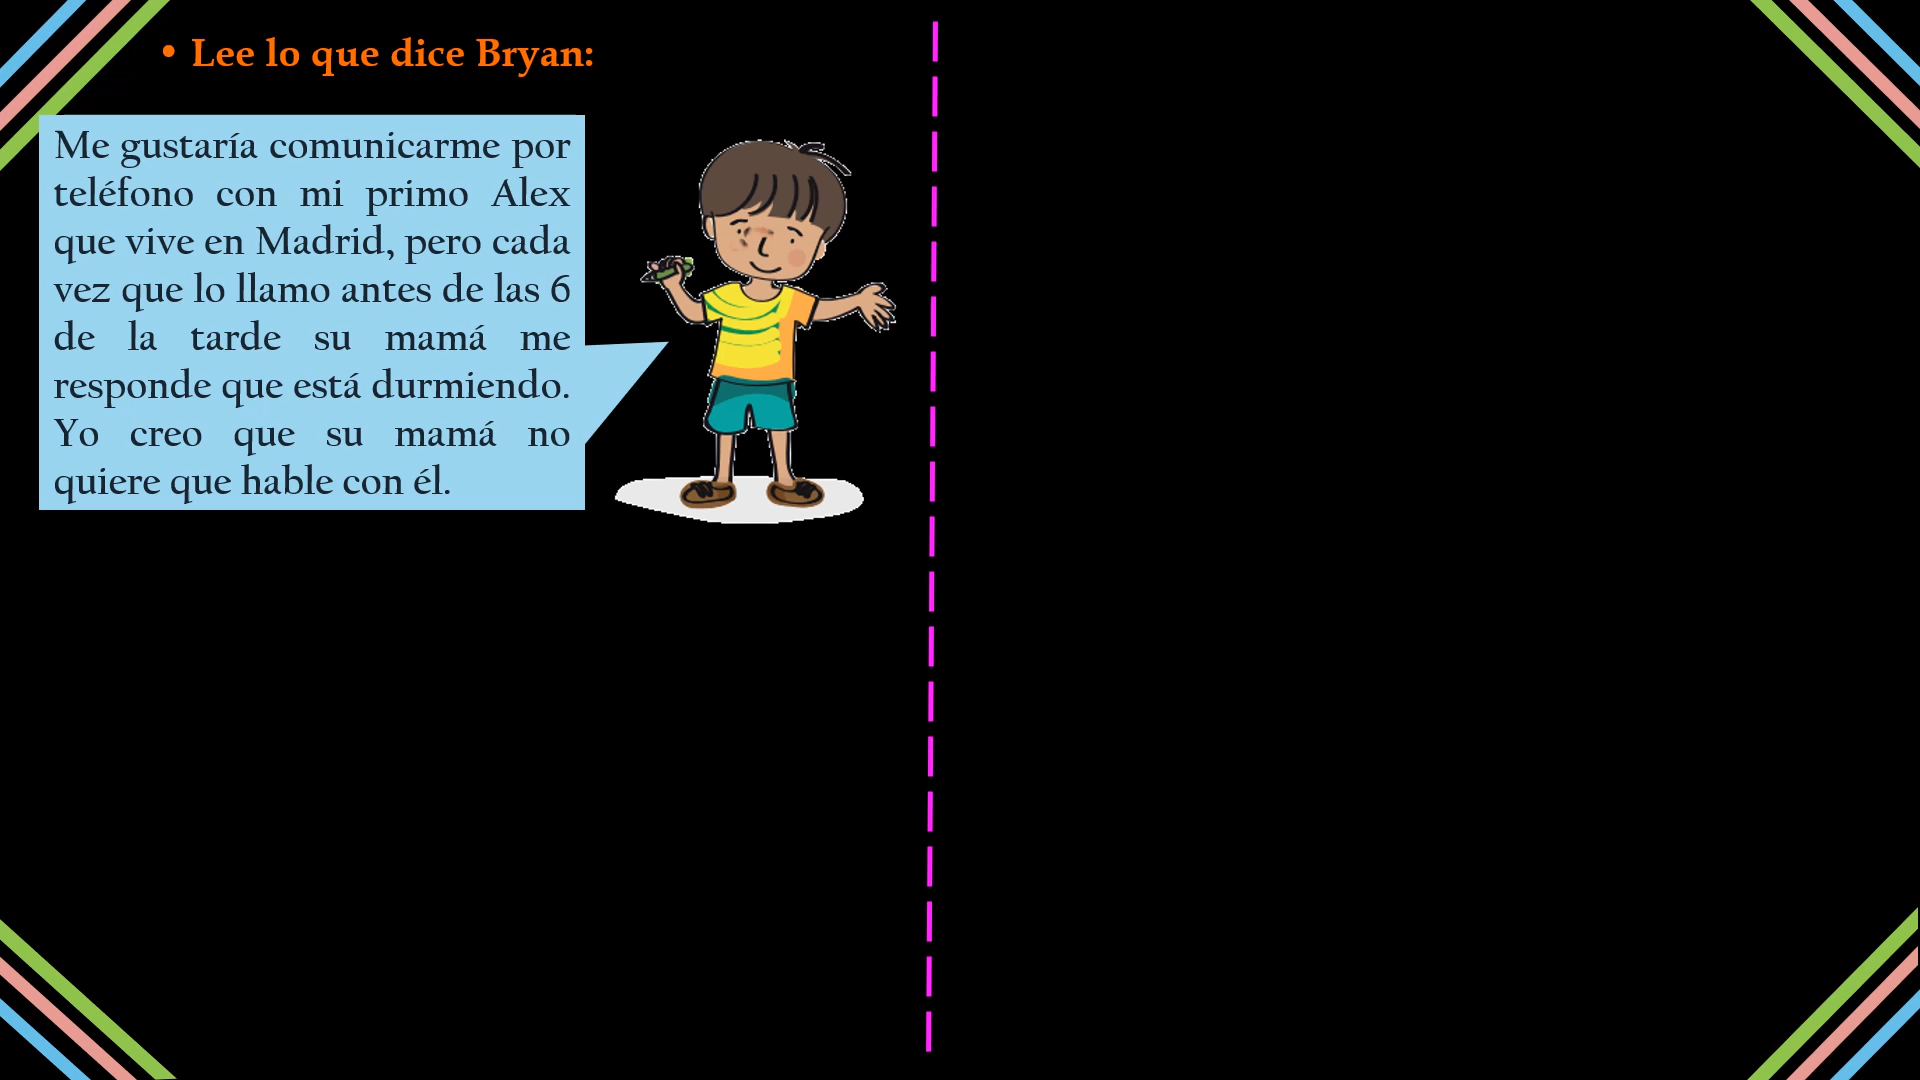 • Lee lo que dice Bryan:
Me gustaría comunicarme por
teléfono con mi primo Alex
que vive en Madrid, pero cada
vez que lo llamo antes de las 6
de la tarde su mamá me
responde que está durmiendo.
Yo creo que su mamá no
quiere que hable con él.